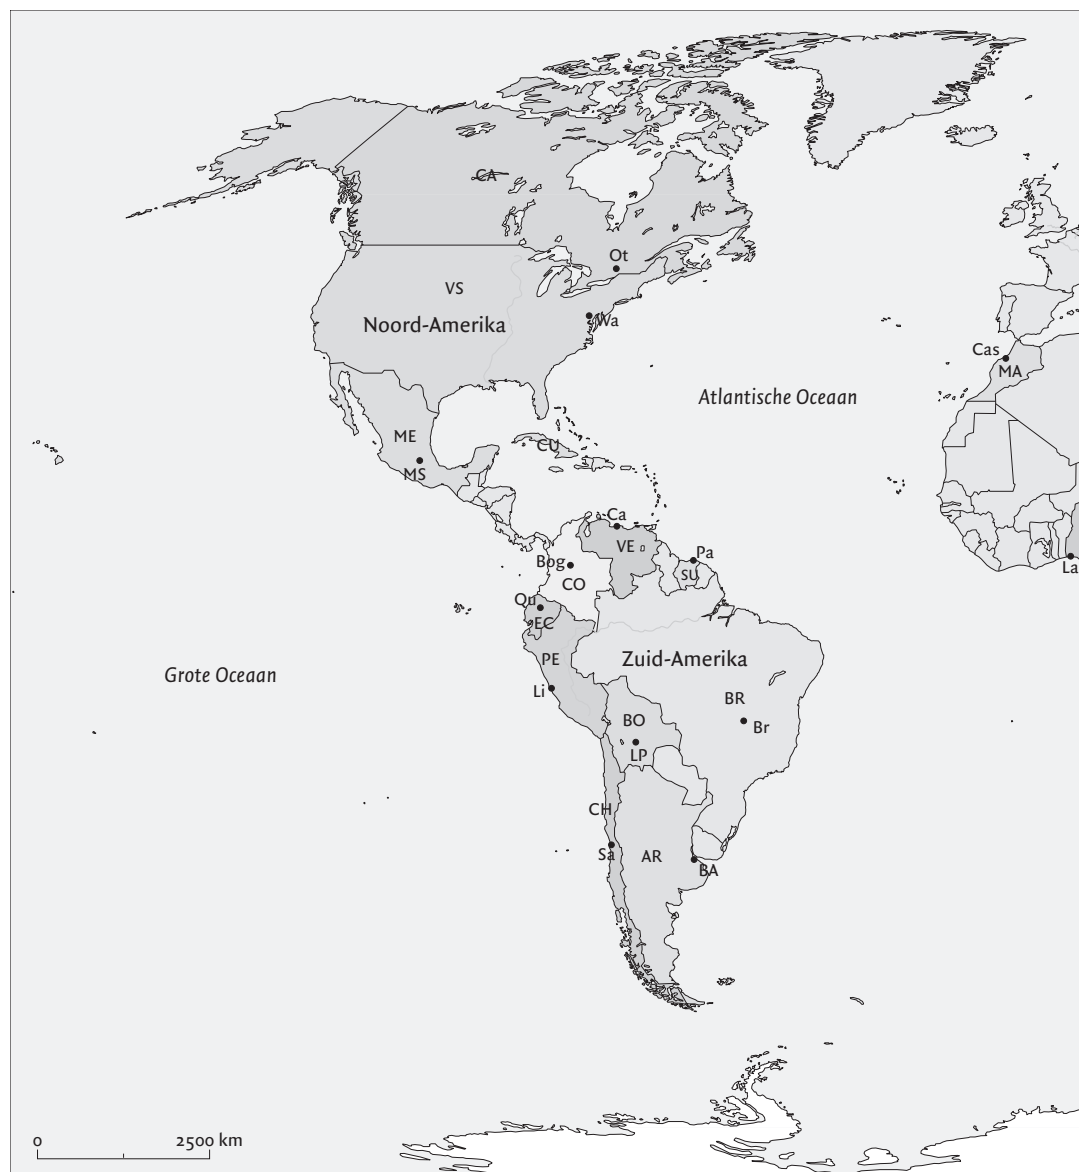 CA
Ot
VS
Wa
Noord-Amerika
Cas
MA
Atlantische Oceaan
ME
MS
CU
Ca
VE
Pa
Bog
SU
La
CO
Qu
EC
PE
Zuid-Amerika
Grote Oceaan
Li
BR
BO
Br
LP
CH
Sa
AR
BA
0 2500 km